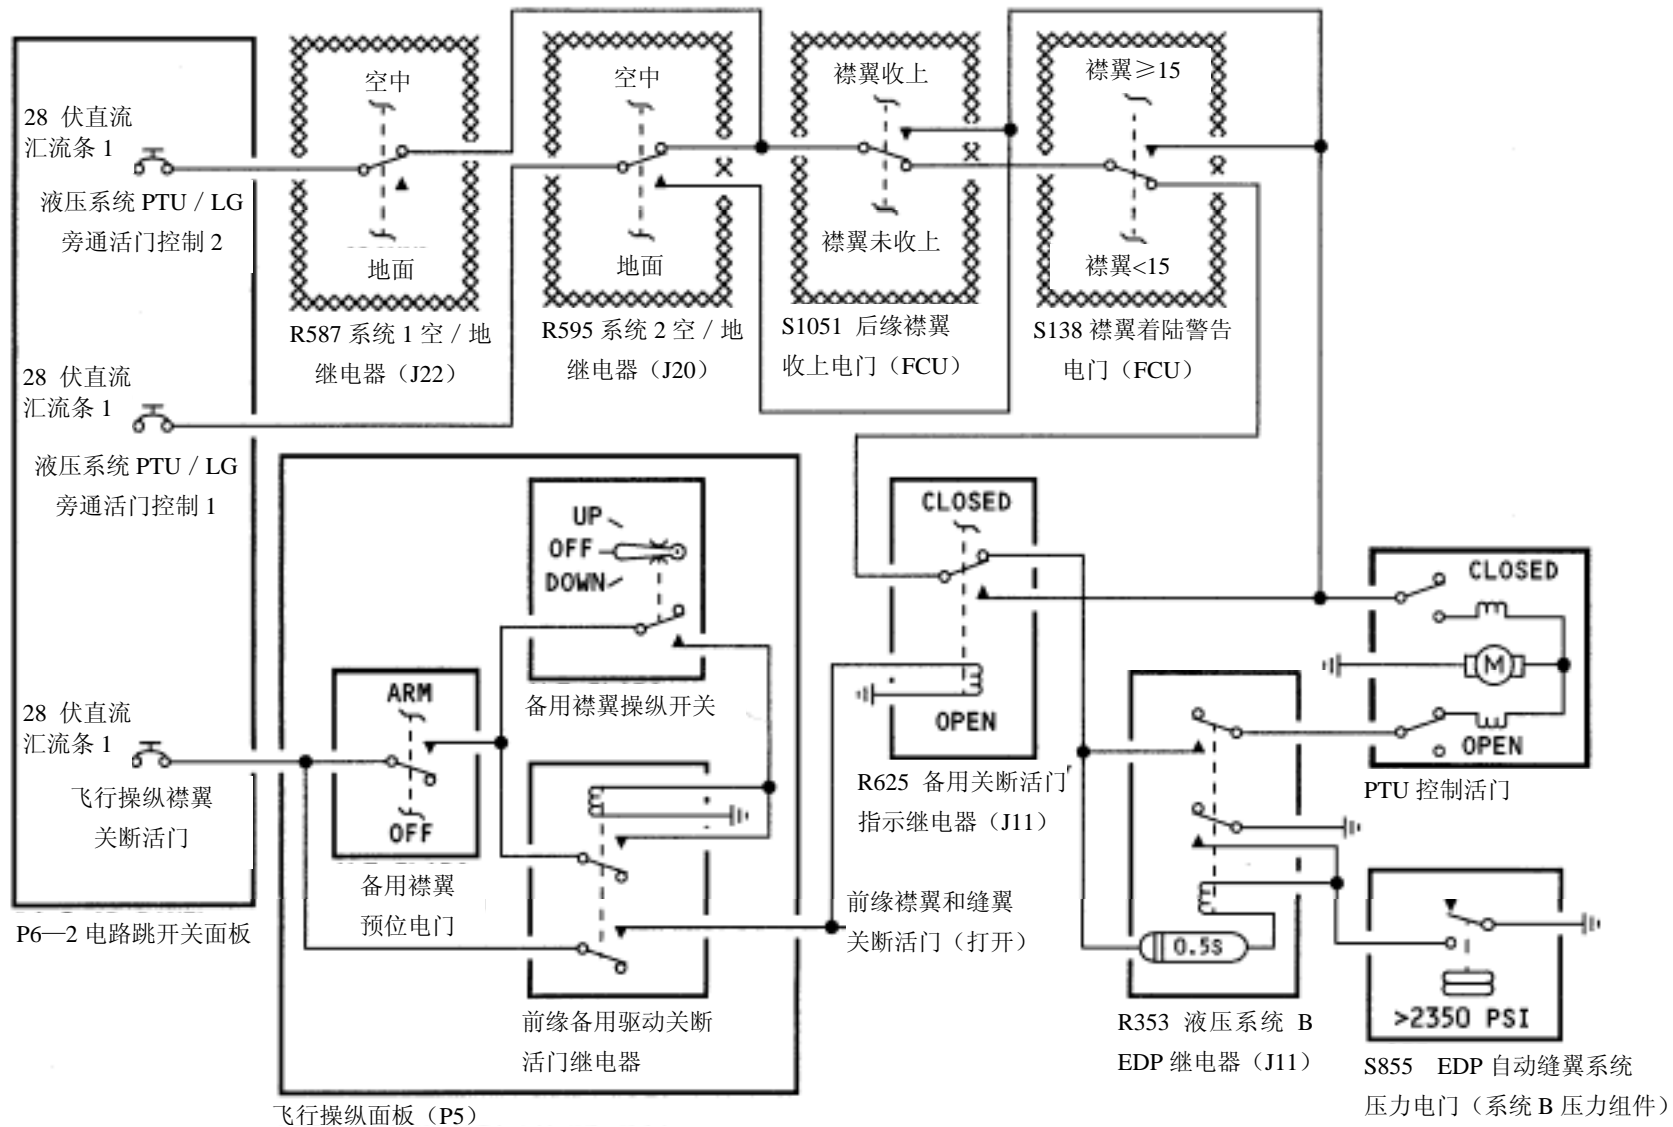 空中
地面
R587 系统 1 空 / 地
继电器（J22）
空中
地面
R595 系统 2 空 / 地
继电器（J20）
襟翼收上
襟翼未收上
S1051 后缘襟翼
收上电门（FCU）
襟翼≥15
襟翼<15
S138 襟翼着陆警告
电门（FCU）
28 伏直流
汇流条 1
液压系统 PTU / LG
旁通活门控制 2
28 伏直流
汇流条 1
液压系统 PTU / LG
旁通活门控制 1
28 伏直流
汇流条 1
飞行操纵襟翼
关断活门
P6—2 电路跳开关面板
UP
OFF
DOWN
备用襟翼操纵开关
ARM
OFF
备用襟翼
预位电门
前缘备用驱动关断
活门继电器
飞行操纵面板（P5）
CLOSED
OPEN
R625 备用关断活门
指示继电器（J11）
前缘襟翼和缝翼
关断活门（打开）
0.5S
R353 液压系统 B
EDP 继电器（J11）
CLOSED
M
OPEN
PTU 控制活门
>2350 PSI
S855 EDP 自动缝翼系统
压力电门（系统 B 压力组件）